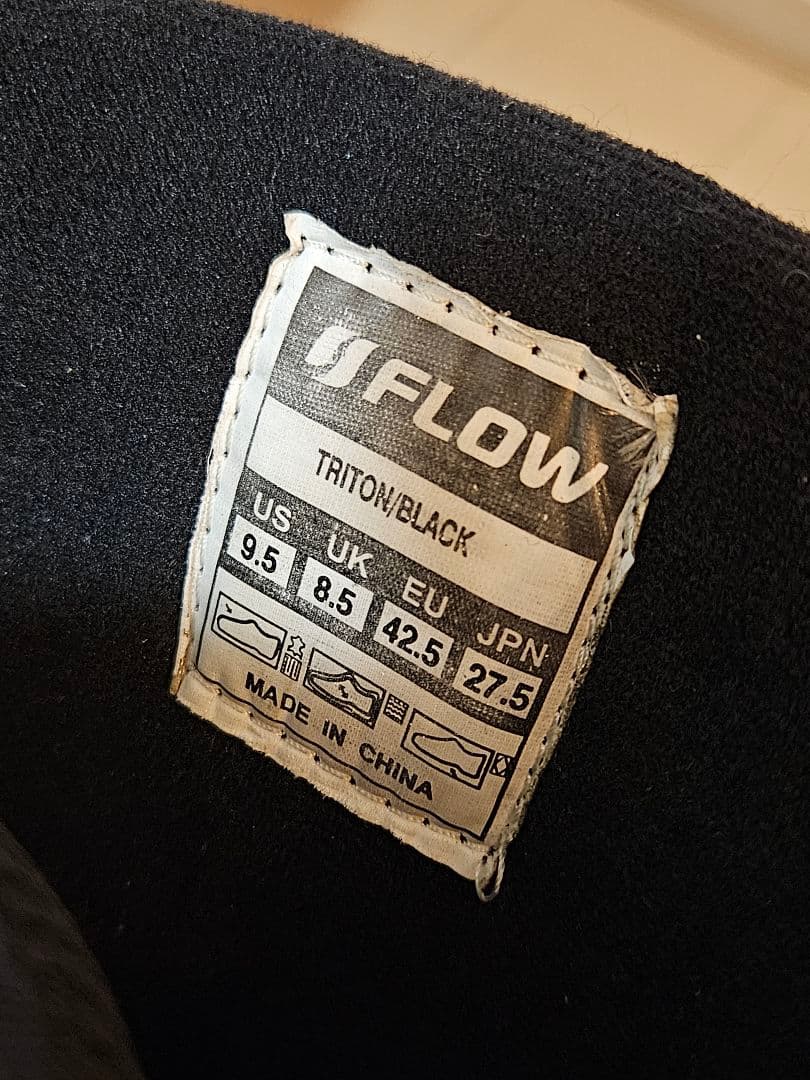 FLOW
TRITON/BLACK
US UK EU JPN
9.5 8.5 42.5 27.5
MADE IN CHINA